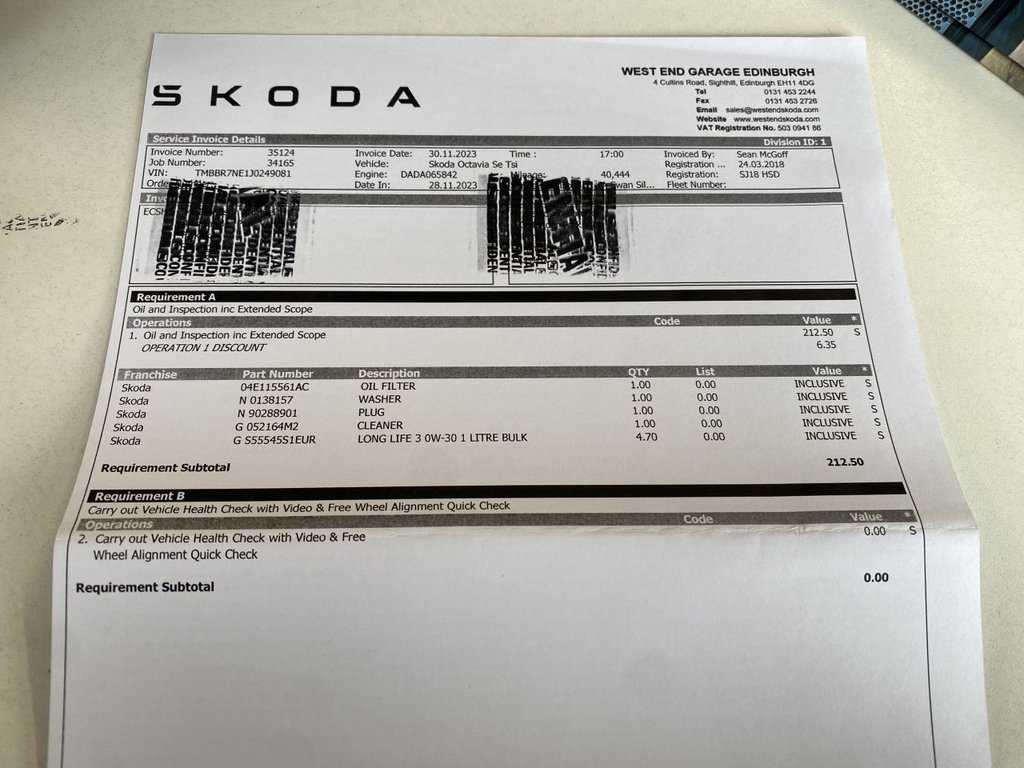 SKODA
WEST END GARAGE EDINBURGH
4 Cultins Road, Sighthill, Edinburgh EH11 4DG
Tel 0131 453 2244
Fax 0131 453 2726
Email sales@westendskoda.com
Website www.westendskoda.com
VAT Registration No. 503 0941 86
Service Invoice Details Division ID: 1
Invoice Number: 35124 Invoice Date: 30.11.2023 Time : 17:00 Invoiced By: Sean McGoff
Job Number: 34165 Vehicle: Skoda Octavia Se Tsi Registration ... 24.03.2018
VIN: TMBBR7NE1J0249081 Engine: DADA065842 Mileage: 40,444 Registration: SJ18 HSD
Date In: 28.11.2023 Swan Sil... Fleet Number:
Requirement A
Oil and Inspection inc Extended Scope
Operations Code Value *
1. Oil and Inspection inc Extended Scope 212.50 S
OPERATION 1 DISCOUNT 6.35
Franchise Part Number Description QTY List Value *
Skoda 04E115561AC OIL FILTER 1.00 0.00 INCLUSIVE S
Skoda N 0138157 WASHER 1.00 0.00 INCLUSIVE S
Skoda N 90288901 PLUG 1.00 0.00 INCLUSIVE S
Skoda G 052164M2 CLEANER 1.00 0.00 INCLUSIVE S
Skoda G S55545S1EUR LONG LIFE 3 0W-30 1 LITRE BULK 4.70 0.00 INCLUSIVE S
Requirement Subtotal 212.50
Requirement B
Carry out Vehicle Health Check with Video & Free Wheel Alignment Quick Check
Operations Code Value *
2. Carry out Vehicle Health Check with Video & Free 0.00 S
Wheel Alignment Quick Check
Requirement Subtotal 0.00